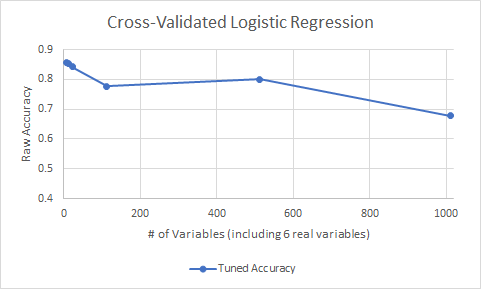 Cross-Validated Logistic Regression
0.9
0.8
0.7
0.6
0.5
0.4
Raw Accuracy
0 200 400 600 800 1000
# of Variables (including 6 real variables)
Tuned Accuracy